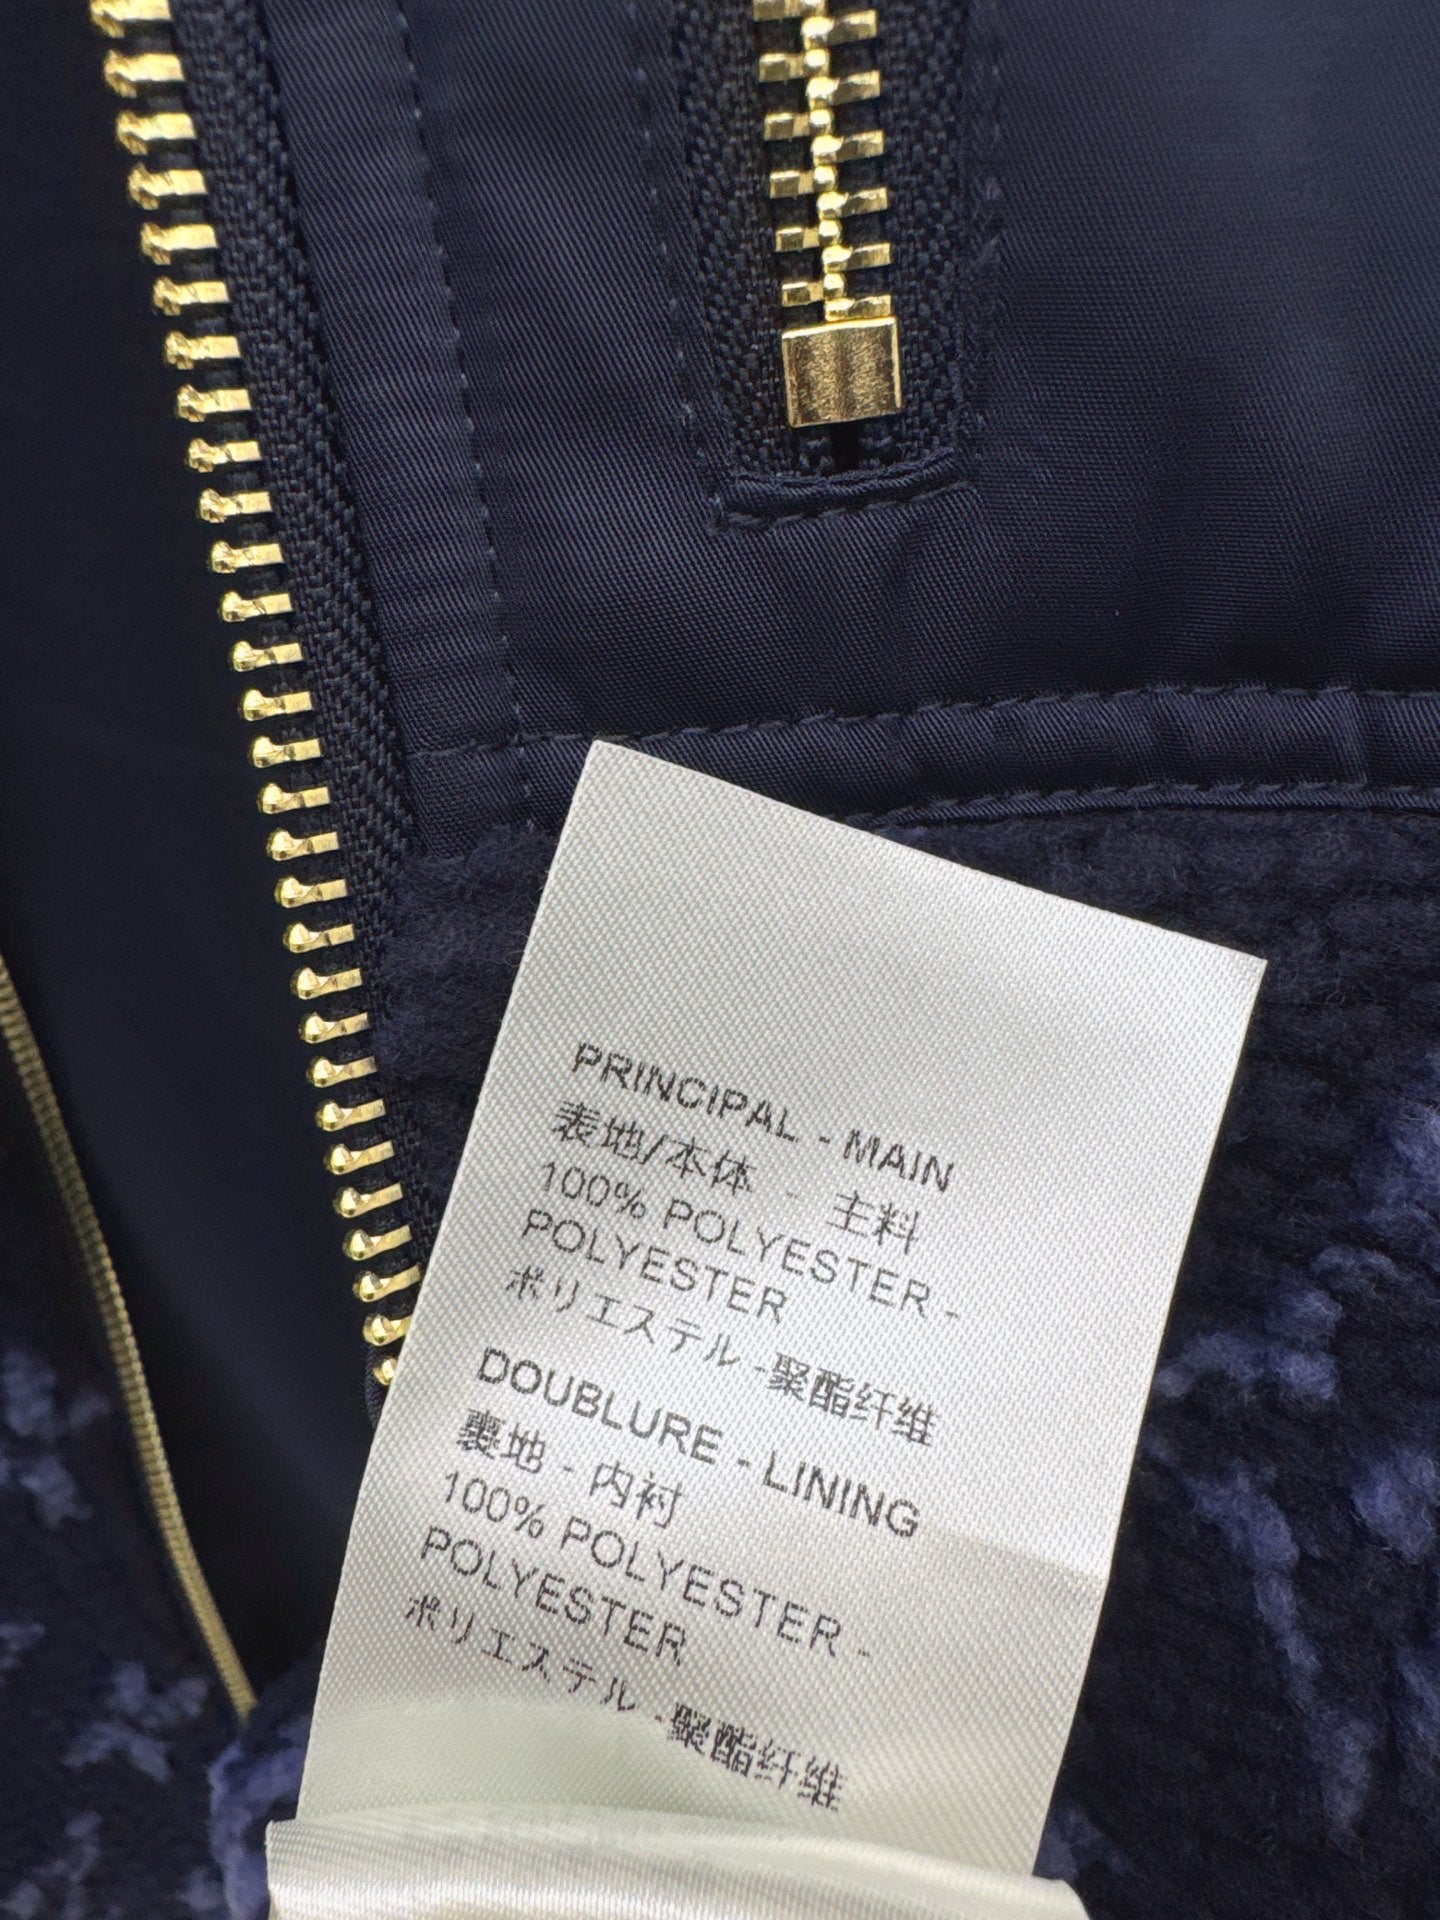 PRINCIPAL - MAIN
表地/本体 - 主料
100% POLYESTER -
POLYESTER
ポリエステル - 聚酯纤维
DOUBLURE - LINING
裏地 - 内衬
100% POLYESTER -
POLYESTER
ポリエステル - 聚酯纤维